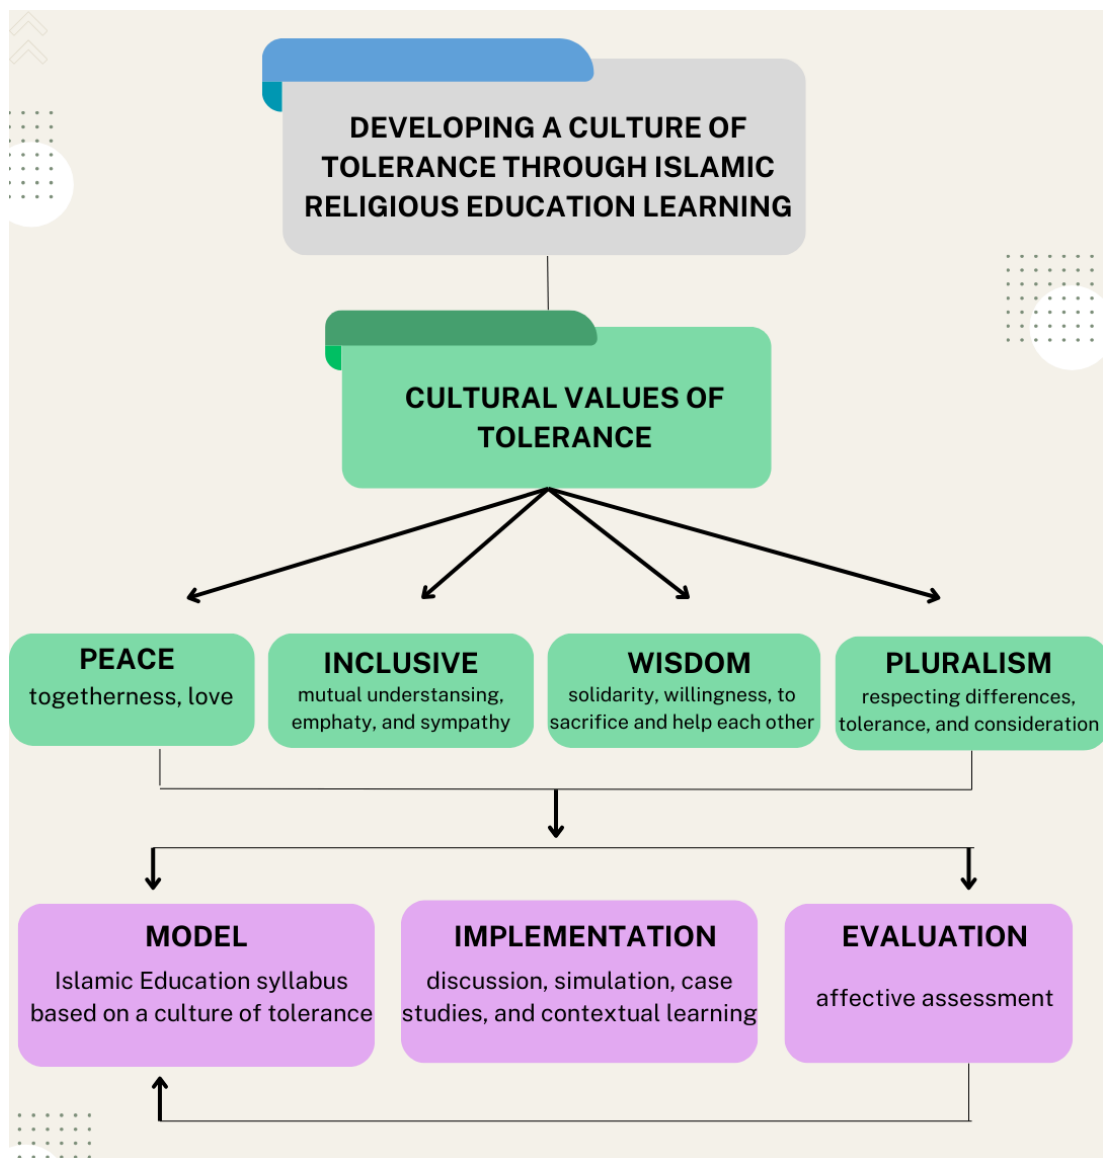 DEVELOPING A CULTURE OF
TOLERANCE THROUGH ISLAMIC
RELIGIOUS EDUCATION LEARNING
CULTURAL VALUES OF
TOLERANCE
PEACE
togetherness, love
INCLUSIVE
mutual understansing,
emphaty, and sympathy
WISDOM
solidarity, willingness, to
sacrifice and help each other
PLURALISM
respecting differences,
tolerance, and consideration
MODEL
Islamic Education syllabus
based on a culture of tolerance
IMPLEMENTATION
discussion, simulation, case
studies, and contextual learning
EVALUATION
affective assessment